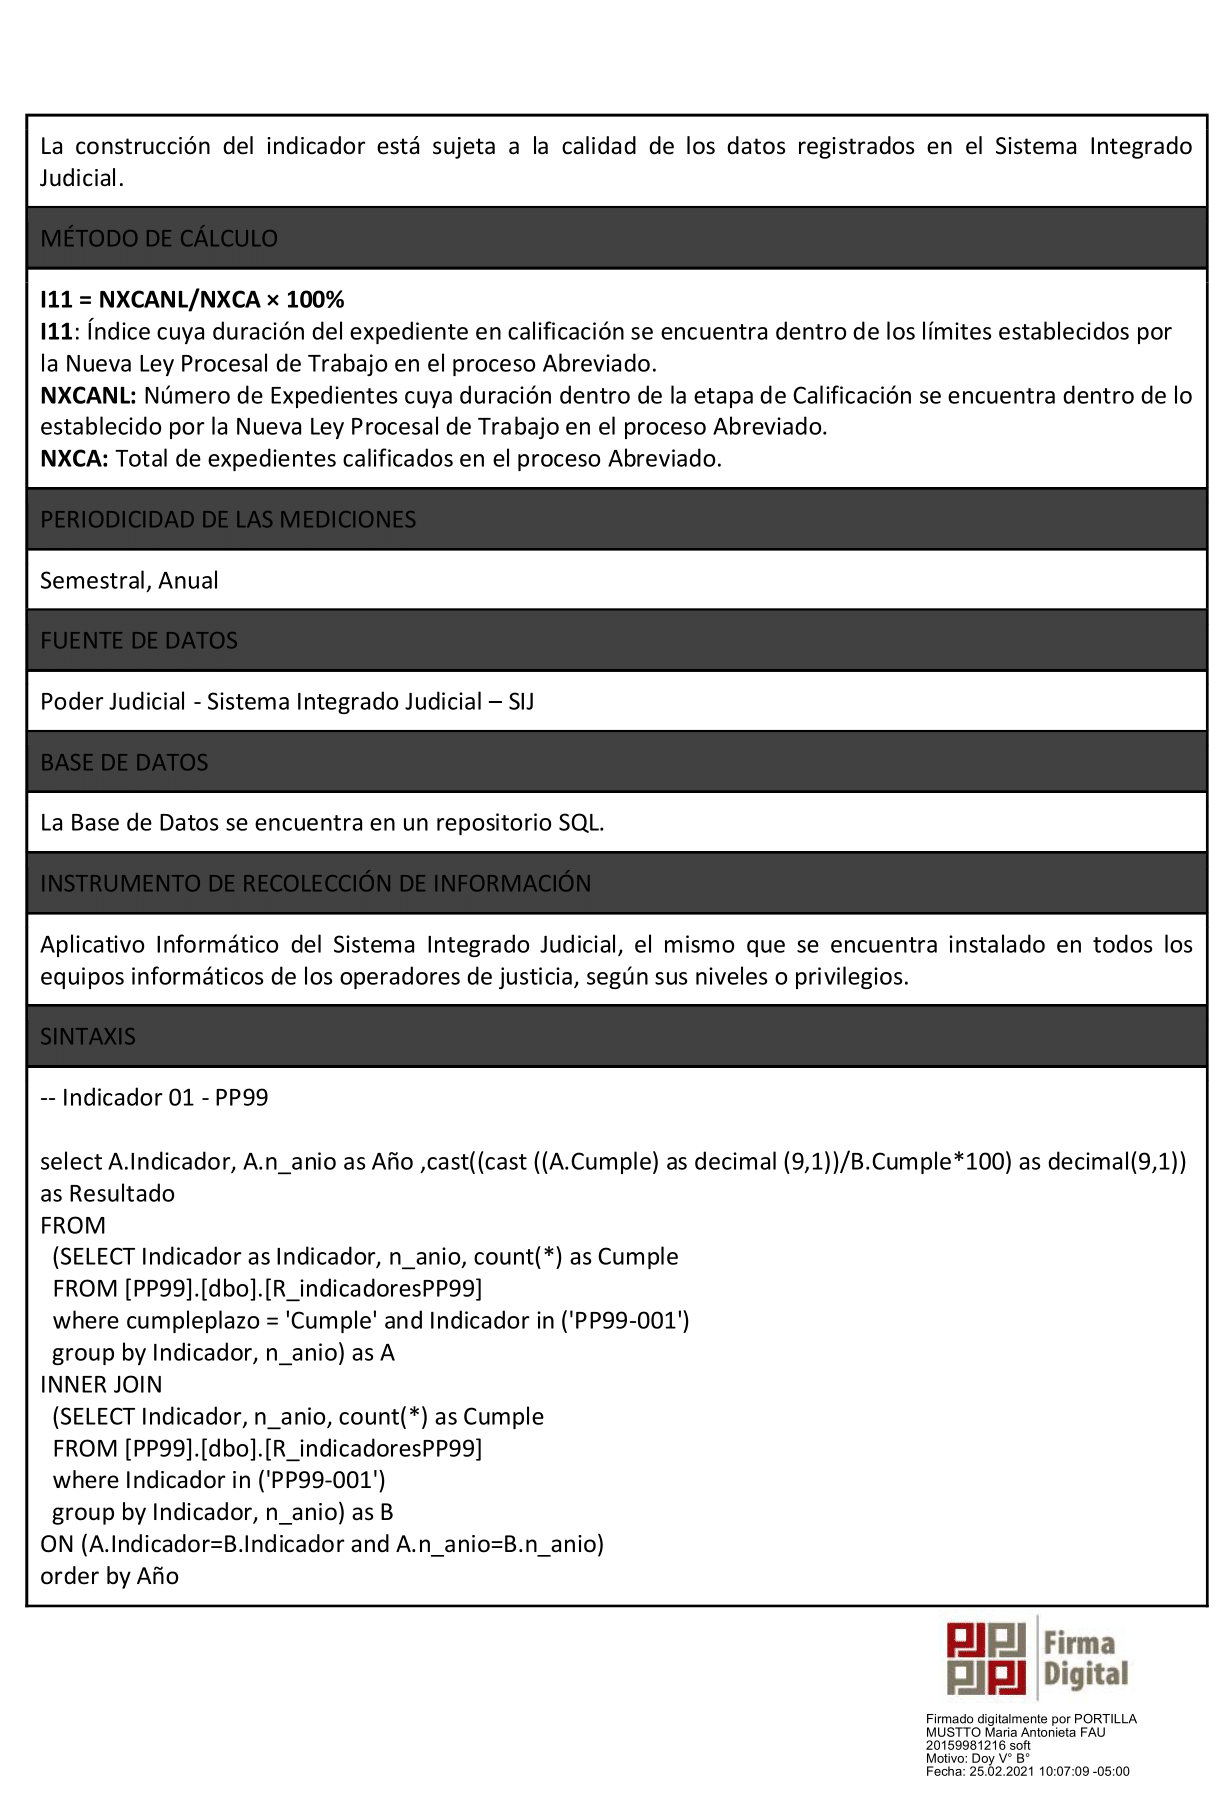 La construcción del indicador está sujeta a la calidad de los datos registrados en el Sistema Integrado
Judicial.
MÉTODO DE CÁLCULO
I11 = NXCANL/NXCA × 100%
I11: Índice cuya duración del expediente en calificación se encuentra dentro de los límites establecidos por
la Nueva Ley Procesal de Trabajo en el proceso Abreviado.
NXCANL: Número de Expedientes cuya duración dentro de la etapa de Calificación se encuentra dentro de lo
establecido por la Nueva Ley Procesal de Trabajo en el proceso Abreviado.
NXCA: Total de expedientes calificados en el proceso Abreviado.
PERIODICIDAD DE LAS MEDICIONES
Semestral, Anual
FUENTE DE DATOS
Poder Judicial - Sistema Integrado Judicial – SIJ
BASE DE DATOS
La Base de Datos se encuentra en un repositorio SQL.
INSTRUMENTO DE RECOLECCIÓN DE INFORMACIÓN
Aplicativo Informático del Sistema Integrado Judicial, el mismo que se encuentra instalado en todos los
equipos informáticos de los operadores de justicia, según sus niveles o privilegios.
SINTAXIS
-- Indicador 01 - PP99
select A.Indicador, A.n_anio as Año ,cast((cast ((A.Cumple) as decimal (9,1))/B.Cumple*100) as decimal(9,1))
as Resultado
FROM
(SELECT Indicador as Indicador, n_anio, count(*) as Cumple
FROM [PP99].[dbo].[R_indicadoresPP99]
where cumpleplazo = 'Cumple' and Indicador in ('PP99-001')
group by Indicador, n_anio) as A
INNER JOIN
(SELECT Indicador, n_anio, count(*) as Cumple
FROM [PP99].[dbo].[R_indicadoresPP99]
where Indicador in ('PP99-001')
group by Indicador, n_anio) as B
ON (A.Indicador=B.Indicador and A.n_anio=B.n_anio)
order by Año
Firma
Digital
Firmado digitalmente por PORTILLA
MUSTTO Maria Antonieta FAU
20159981216 soft
Motivo: Doy V° B°
Fecha: 25.02.2021 10:07:09 -05:00